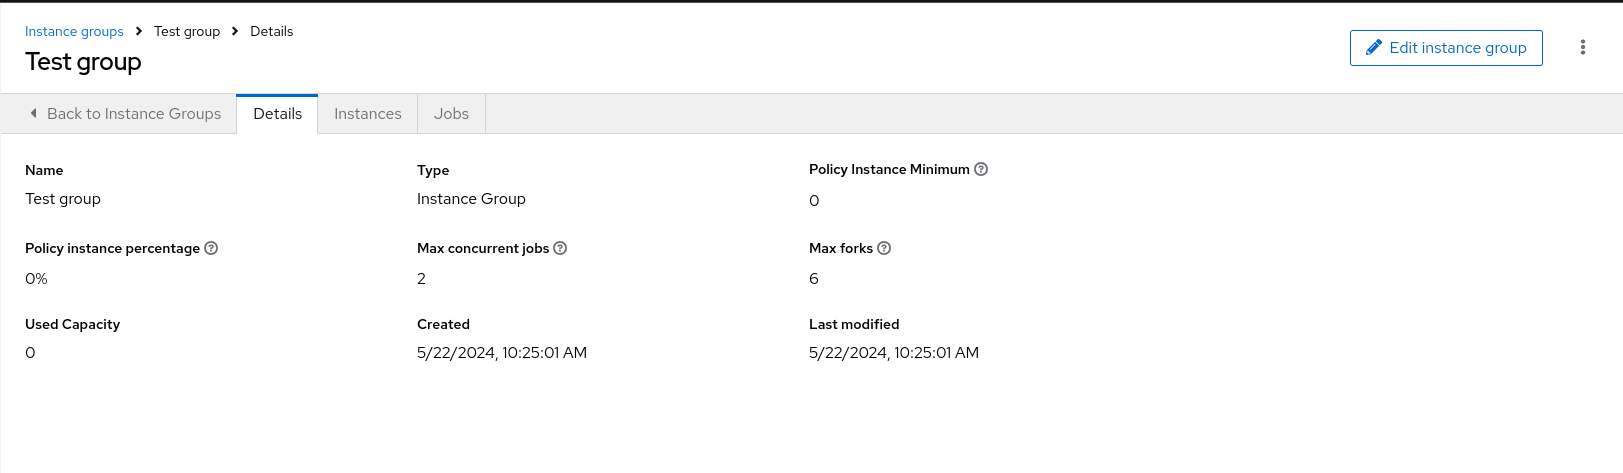 Instance groups Test group Details
Test group
Edit instance group
Back to Instance Groups Details Instances Jobs
Name Type Policy Instance Minimum
Test group Instance Group 0
Policy instance percentage Max concurrent jobs Max forks
0% 2 6
Used Capacity Created Last modified
0 5/22/2024, 10:25:01 AM 5/22/2024, 10:25:01 AM